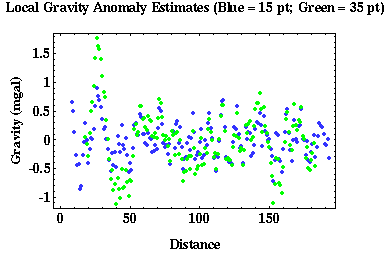 Local Gravity Anomaly Estimates (Blue = 15 pt; Green = 35 pt)
1.5
1
0.5
0
-0.5
-1
Gravity (mgal)
0 50 100 150
Distance